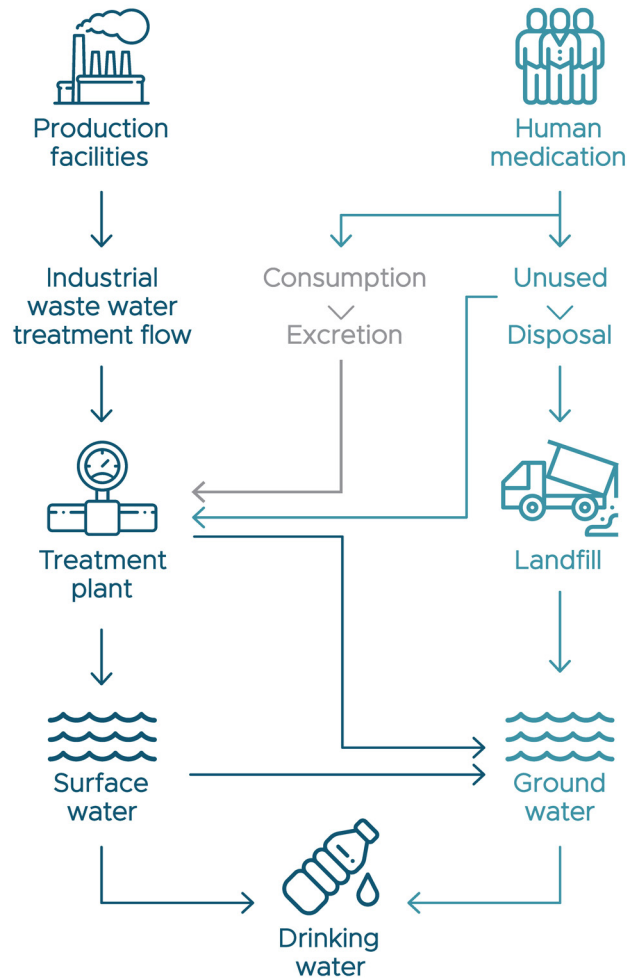 Production
facilities
Human
medication
Industrial
waste water
treatment flow
Consumption
Excretion
Unused
Disposal
Treatment
plant
Landfill
Surface
water
Ground
water
Drinking
water